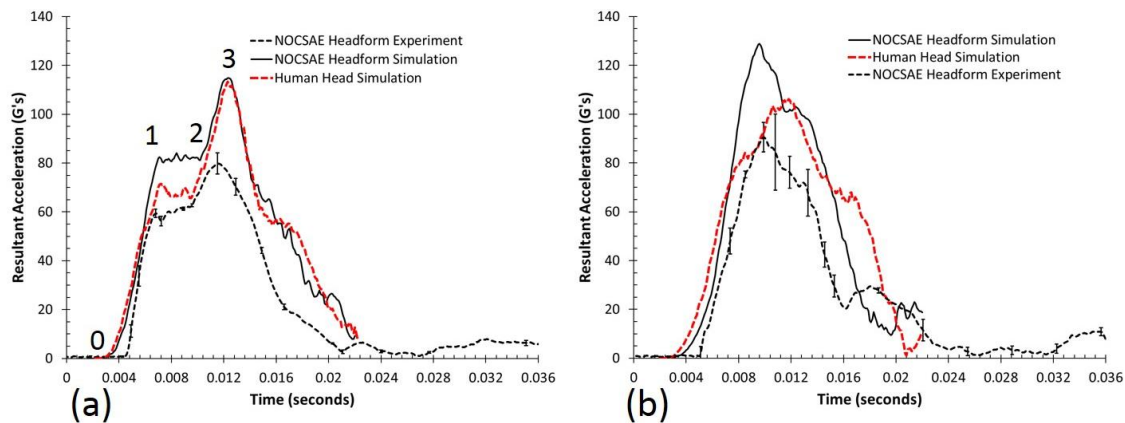 140
120
100
80
60
40
20
0
Resultant Acceleration (G's)
NOCSAE Headform Experiment
NOCSAE Headform Simulation
Human Head Simulation
0
1
2
3
0 0.004 0.008 0.012 0.016 0.02 0.024 0.028 0.032 0.036
Time (seconds)
(a)
140
120
100
80
60
40
20
0
Resultant Acceleration (G's)
NOCSAE Headform Simulation
Human Head Simulation
NOCSAE Headform Experiment
0 0.004 0.008 0.012 0.016 0.02 0.024 0.028 0.032 0.036
Time (seconds)
(b)